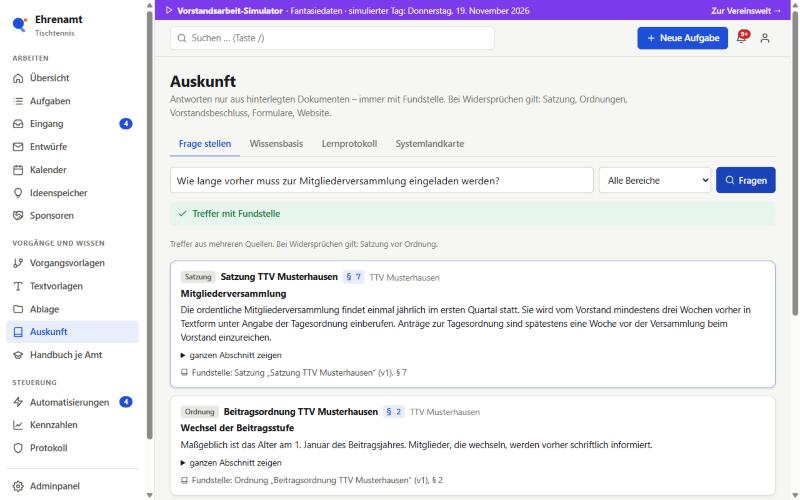 Vorstandsarbeit-Simulator · Fantasiedaten · simulierter Tag: Donnerstag, 19. November 2026
Zur Vereinswelt →
Ehrenamt
Tischtennis
Suchen … (Taste /)
+ Neue Aufgabe
9+
ARBEITEN
Übersicht
Aufgaben
Eingang 4
Entwürfe
Kalender
Ideenspeicher
Sponsoren
VORGÄNGE UND WISSEN
Vorgangsvorlagen
Textvorlagen
Ablage
Auskunft
Handbuch je Amt
STEUERUNG
Automatisierungen 4
Kennzahlen
Protokoll
Adminpanel
Auskunft
Antworten nur aus hinterlegten Dokumenten – immer mit Fundstelle. Bei Widersprüchen gilt: Satzung, Ordnungen,
Vorstandsbeschluss, Formulare, Website.
Frage stellen Wissensbasis Lernprotokoll Systemlandkarte
Wie lange vorher muss zur Mitgliederversammlung eingeladen werden?
Alle Bereiche
Fragen
Treffer mit Fundstelle
Treffer aus mehreren Quellen. Bei Widersprüchen gilt: Satzung vor Ordnung.
Satzung Satzung TTV Musterhausen § 7 TTV Musterhausen
Mitgliederversammlung
Die ordentliche Mitgliederversammlung findet einmal jährlich im ersten Quartal statt. Sie wird vom Vorstand mindestens drei Wochen vorher in
Textform unter Angabe der Tagesordnung einberufen. Anträge zur Tagesordnung sind spätestens eine Woche vor der Versammlung beim
Vorstand einzureichen.
ganzen Abschnitt zeigen
Fundstelle: Satzung „Satzung TTV Musterhausen“ (v1), § 7
Ordnung Beitragsordnung TTV Musterhausen § 2 TTV Musterhausen
Wechsel der Beitragsstufe
Maßgeblich ist das Alter am 1. Januar des Beitragsjahres. Mitglieder, die wechseln, werden vorher schriftlich informiert.
ganzen Abschnitt zeigen
Fundstelle: Ordnung „Beitragsordnung TTV Musterhausen“ (v1), § 2